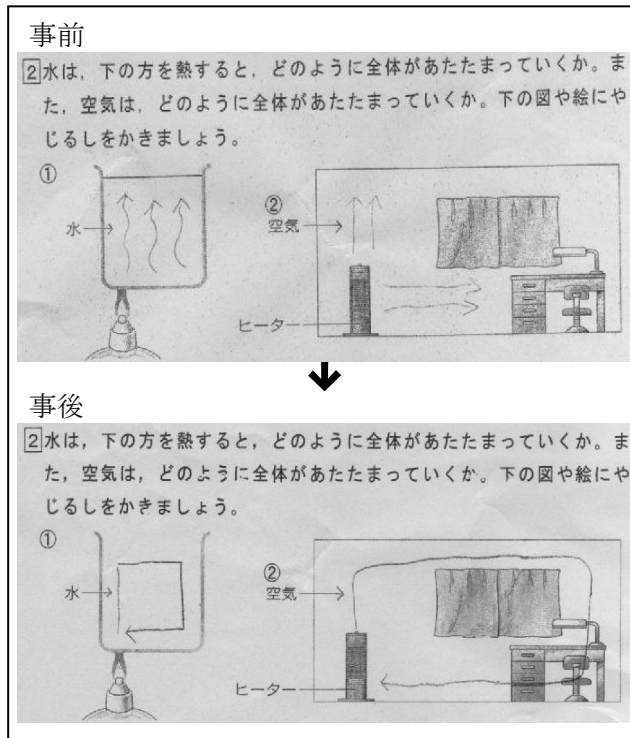 事前
2水は，下の方を熱すると，どのように全体があたたまっていくか。ま
た，空気は，どのように全体があたたまっていくか。下の図や絵にや
じるしをかきましょう。
①
水
②
空気
ヒーター
事後
2水は，下の方を熱すると，どのように全体があたたまっていくか。ま
た，空気は，どのように全体があたたまっていくか。下の図や絵にや
じるしをかきましょう。
①
水
②
空気
ヒーター